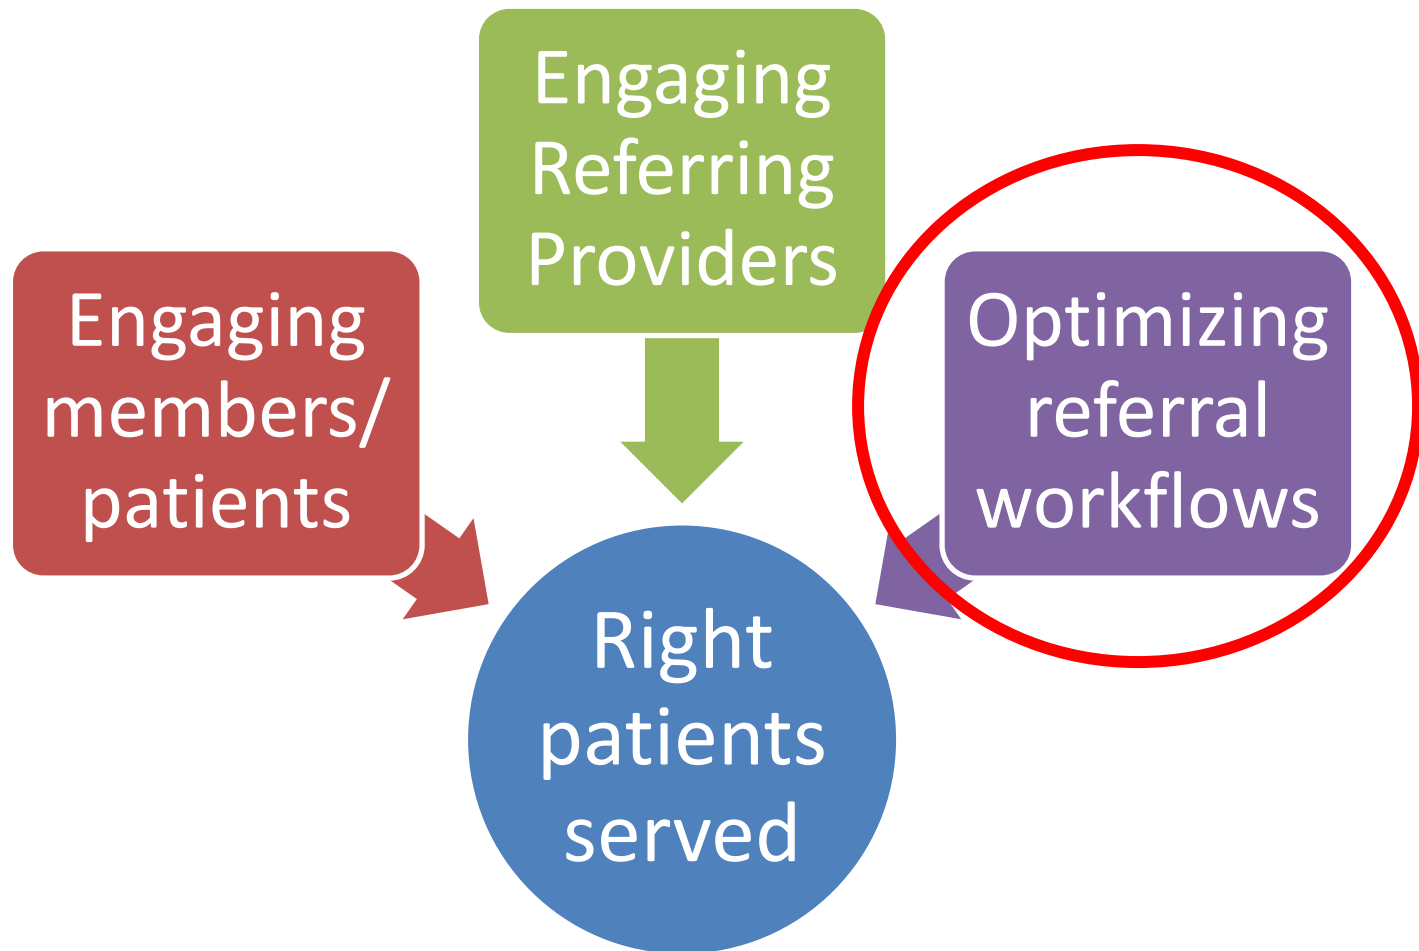 Engaging
Referring
Providers
Engaging
members/
patients
Optimizing
referral
workflows
Right
patients
served